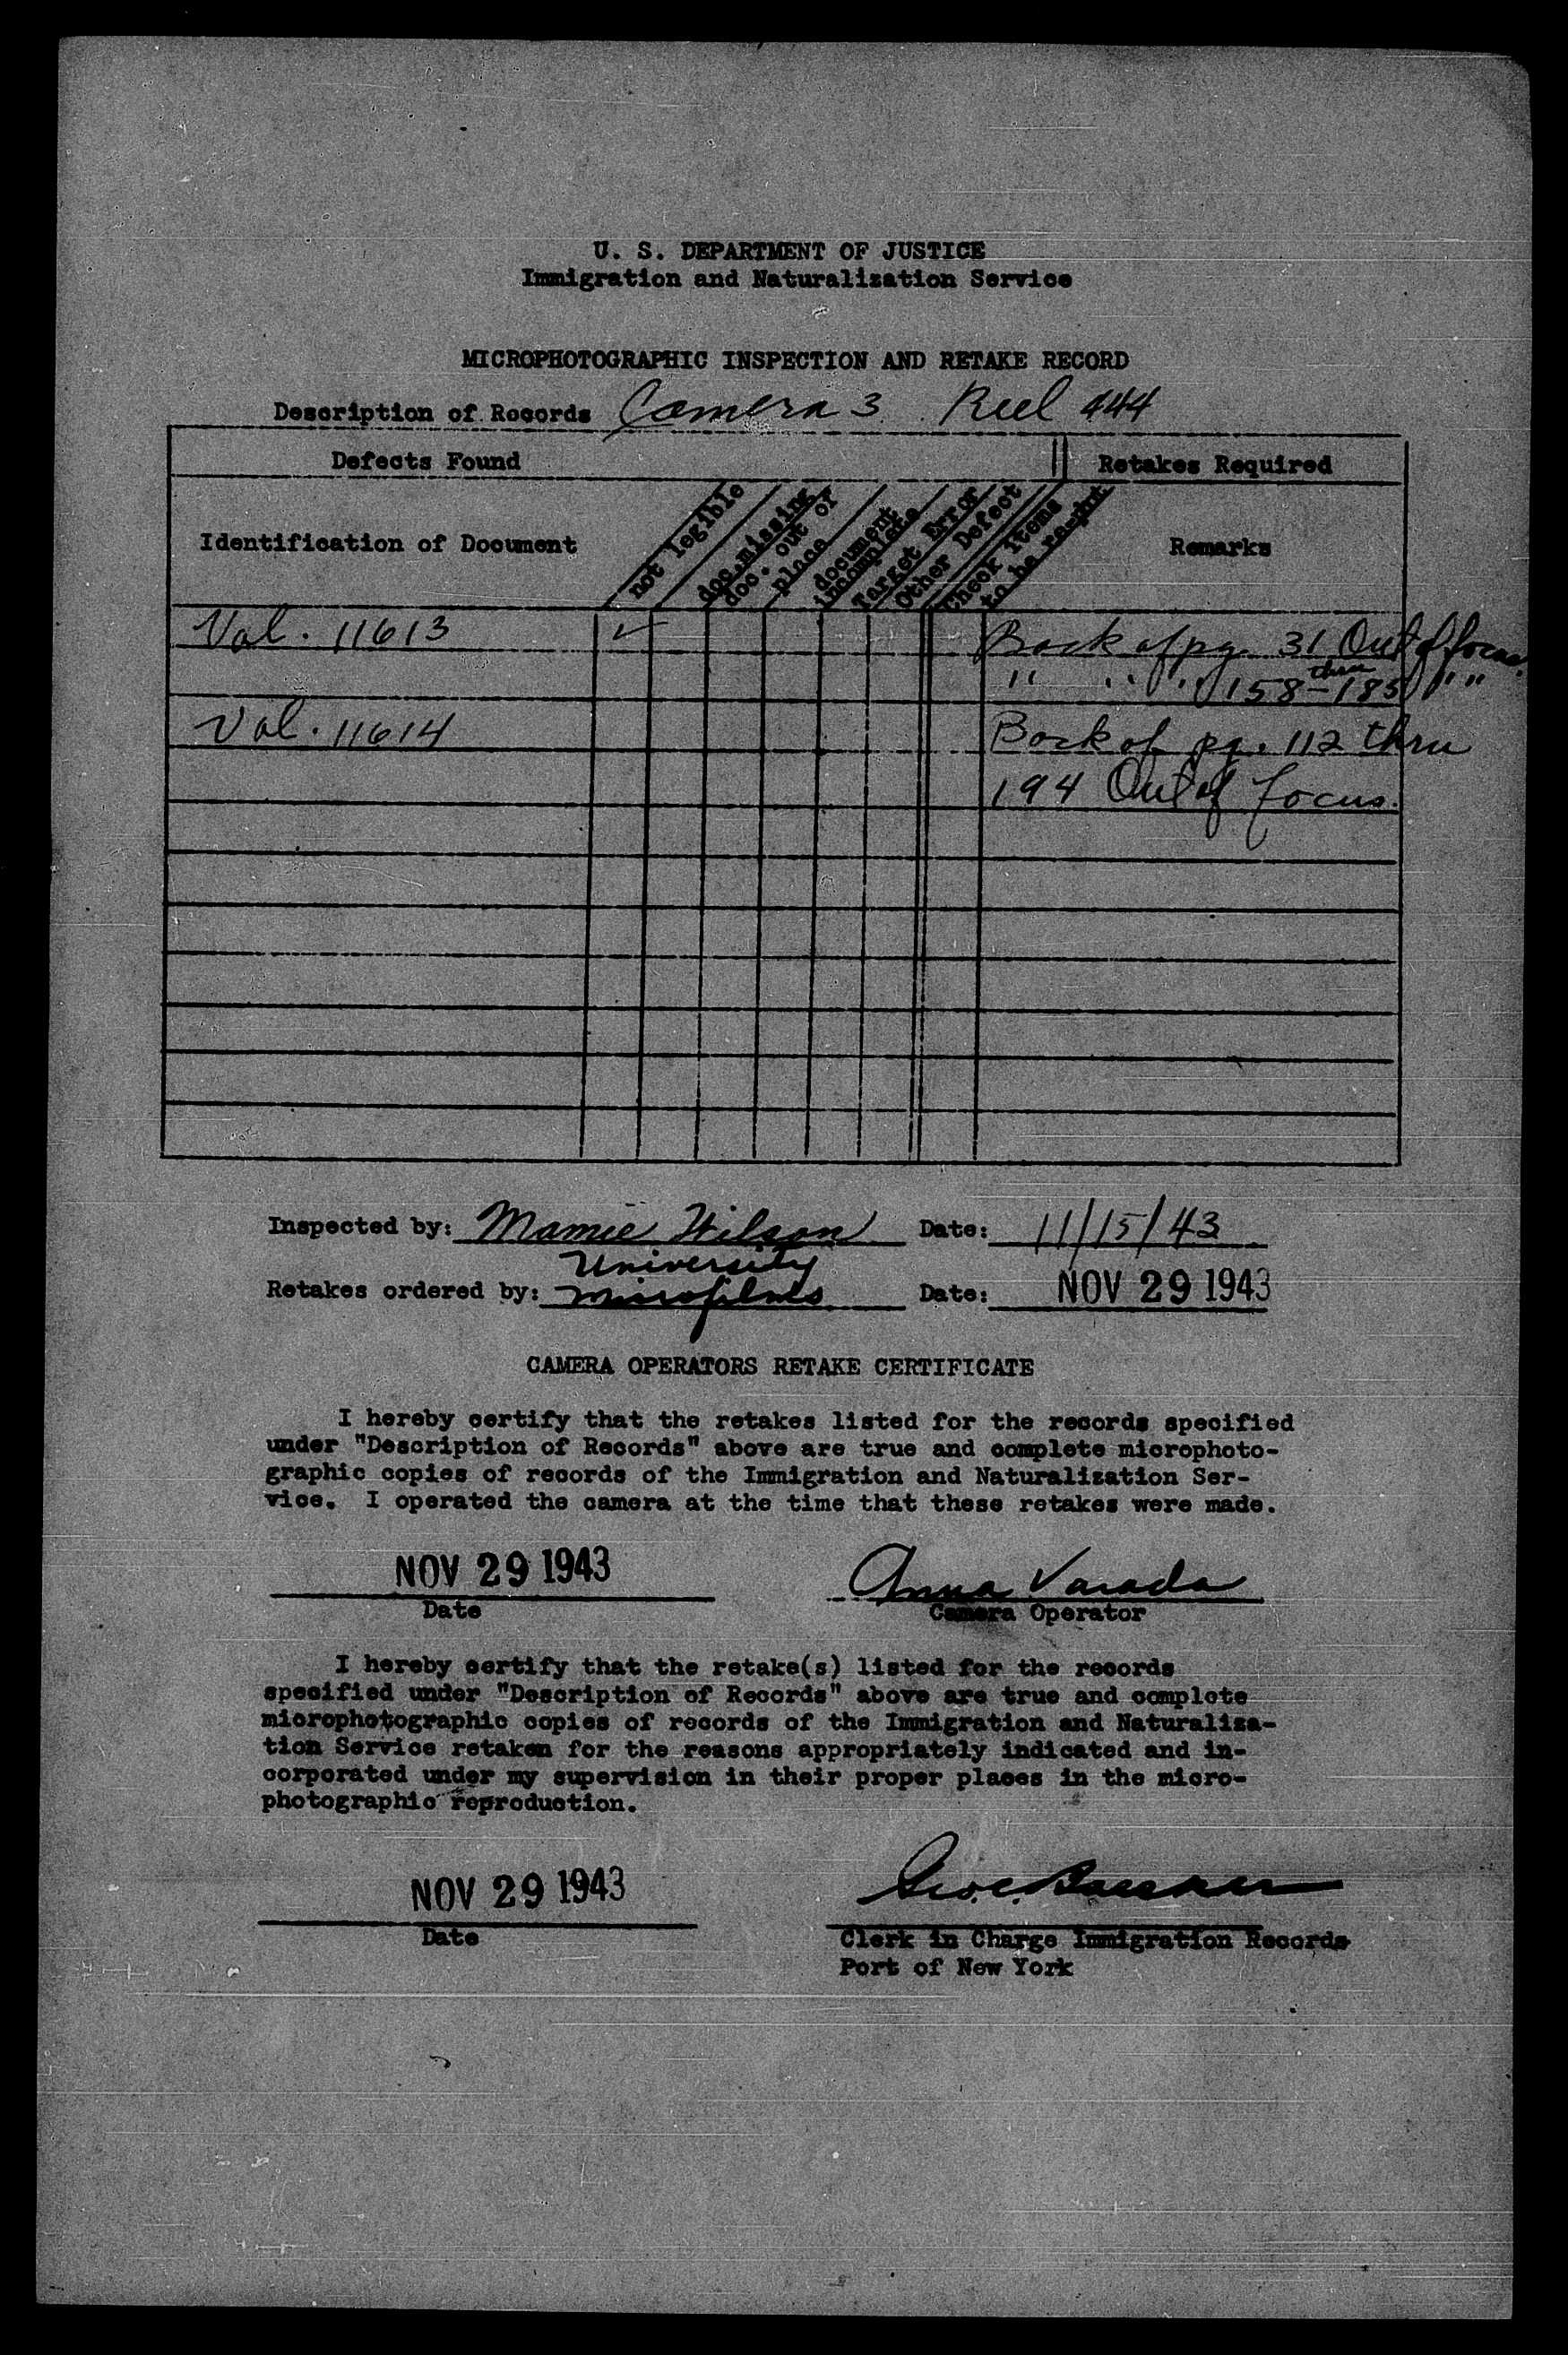 U. S. DEPARTMENT OF JUSTICE
Immigration and Naturalization Service
MICROPHOTOGRAPHIC INSPECTION AND RETAKE RECORD
Description of Records Camera 3 Reel 444
Defects Found Retakes Required
Identification of Document not legible doc. missing doc. out of place document incomplete Target Error Other Defect Check items to be re-pht Remarks
Vol. 11613 ✓ Back of pg. 31 Out of focus
" " " 158 - thru 185 " "
Vol. 11614 Back of pg. 112 thru
194 Out of focus.
Inspected by: Mamie Wilson Date: 11/15/43
University
Retakes ordered by: Microfilms Date: NOV 29 1943
CAMERA OPERATORS RETAKE CERTIFICATE
I hereby certify that the retakes listed for the records specified
under "Description of Records" above are true and complete microphoto-
graphic copies of records of the Immigration and Naturalization Ser-
vice. I operated the camera at the time that these retakes were made.
NOV 29 1943 Anna Varada
Date Camera Operator
I hereby certify that the retake(s) listed for the records
specified under "Description of Records" above are true and complete
microphotographic copies of records of the Immigration and Naturaliza-
tion Service retaken for the reasons appropriately indicated and in-
corporated under my supervision in their proper places in the micro-
photographic reproduction.
NOV 29 1943
Date Clerk in Charge Immigration Records
Port of New York